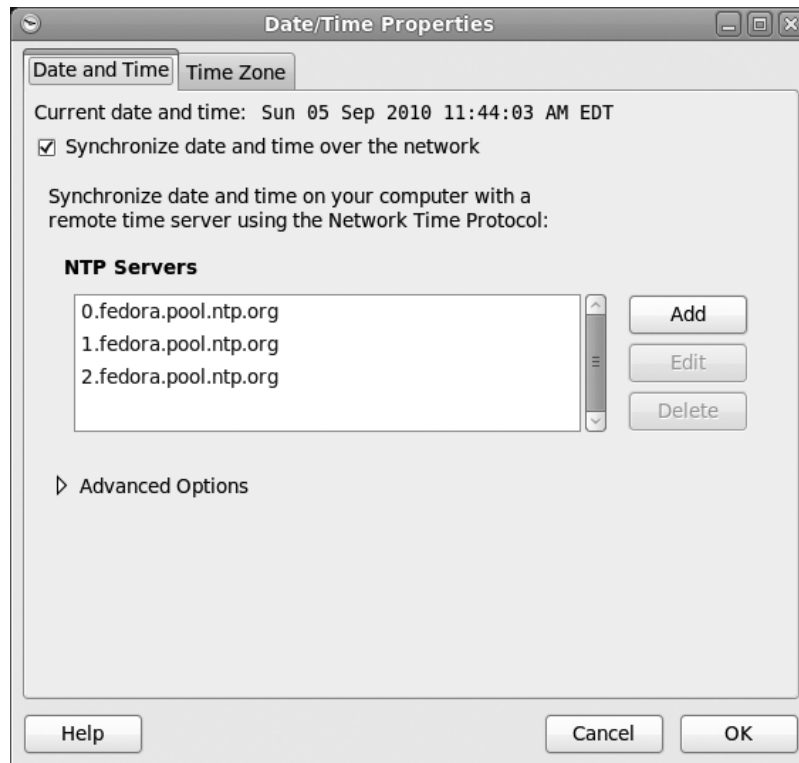 Date/Time Properties
Date and Time
Time Zone
Current date and time: Sun 05 Sep 2010 11:44:03 AM EDT
Synchronize date and time over the network
Synchronize date and time on your computer with a
remote time server using the Network Time Protocol:
NTP Servers
0.fedora.pool.ntp.org
1.fedora.pool.ntp.org
2.fedora.pool.ntp.org
Add
Edit
Delete
Advanced Options
Help
Cancel
OK